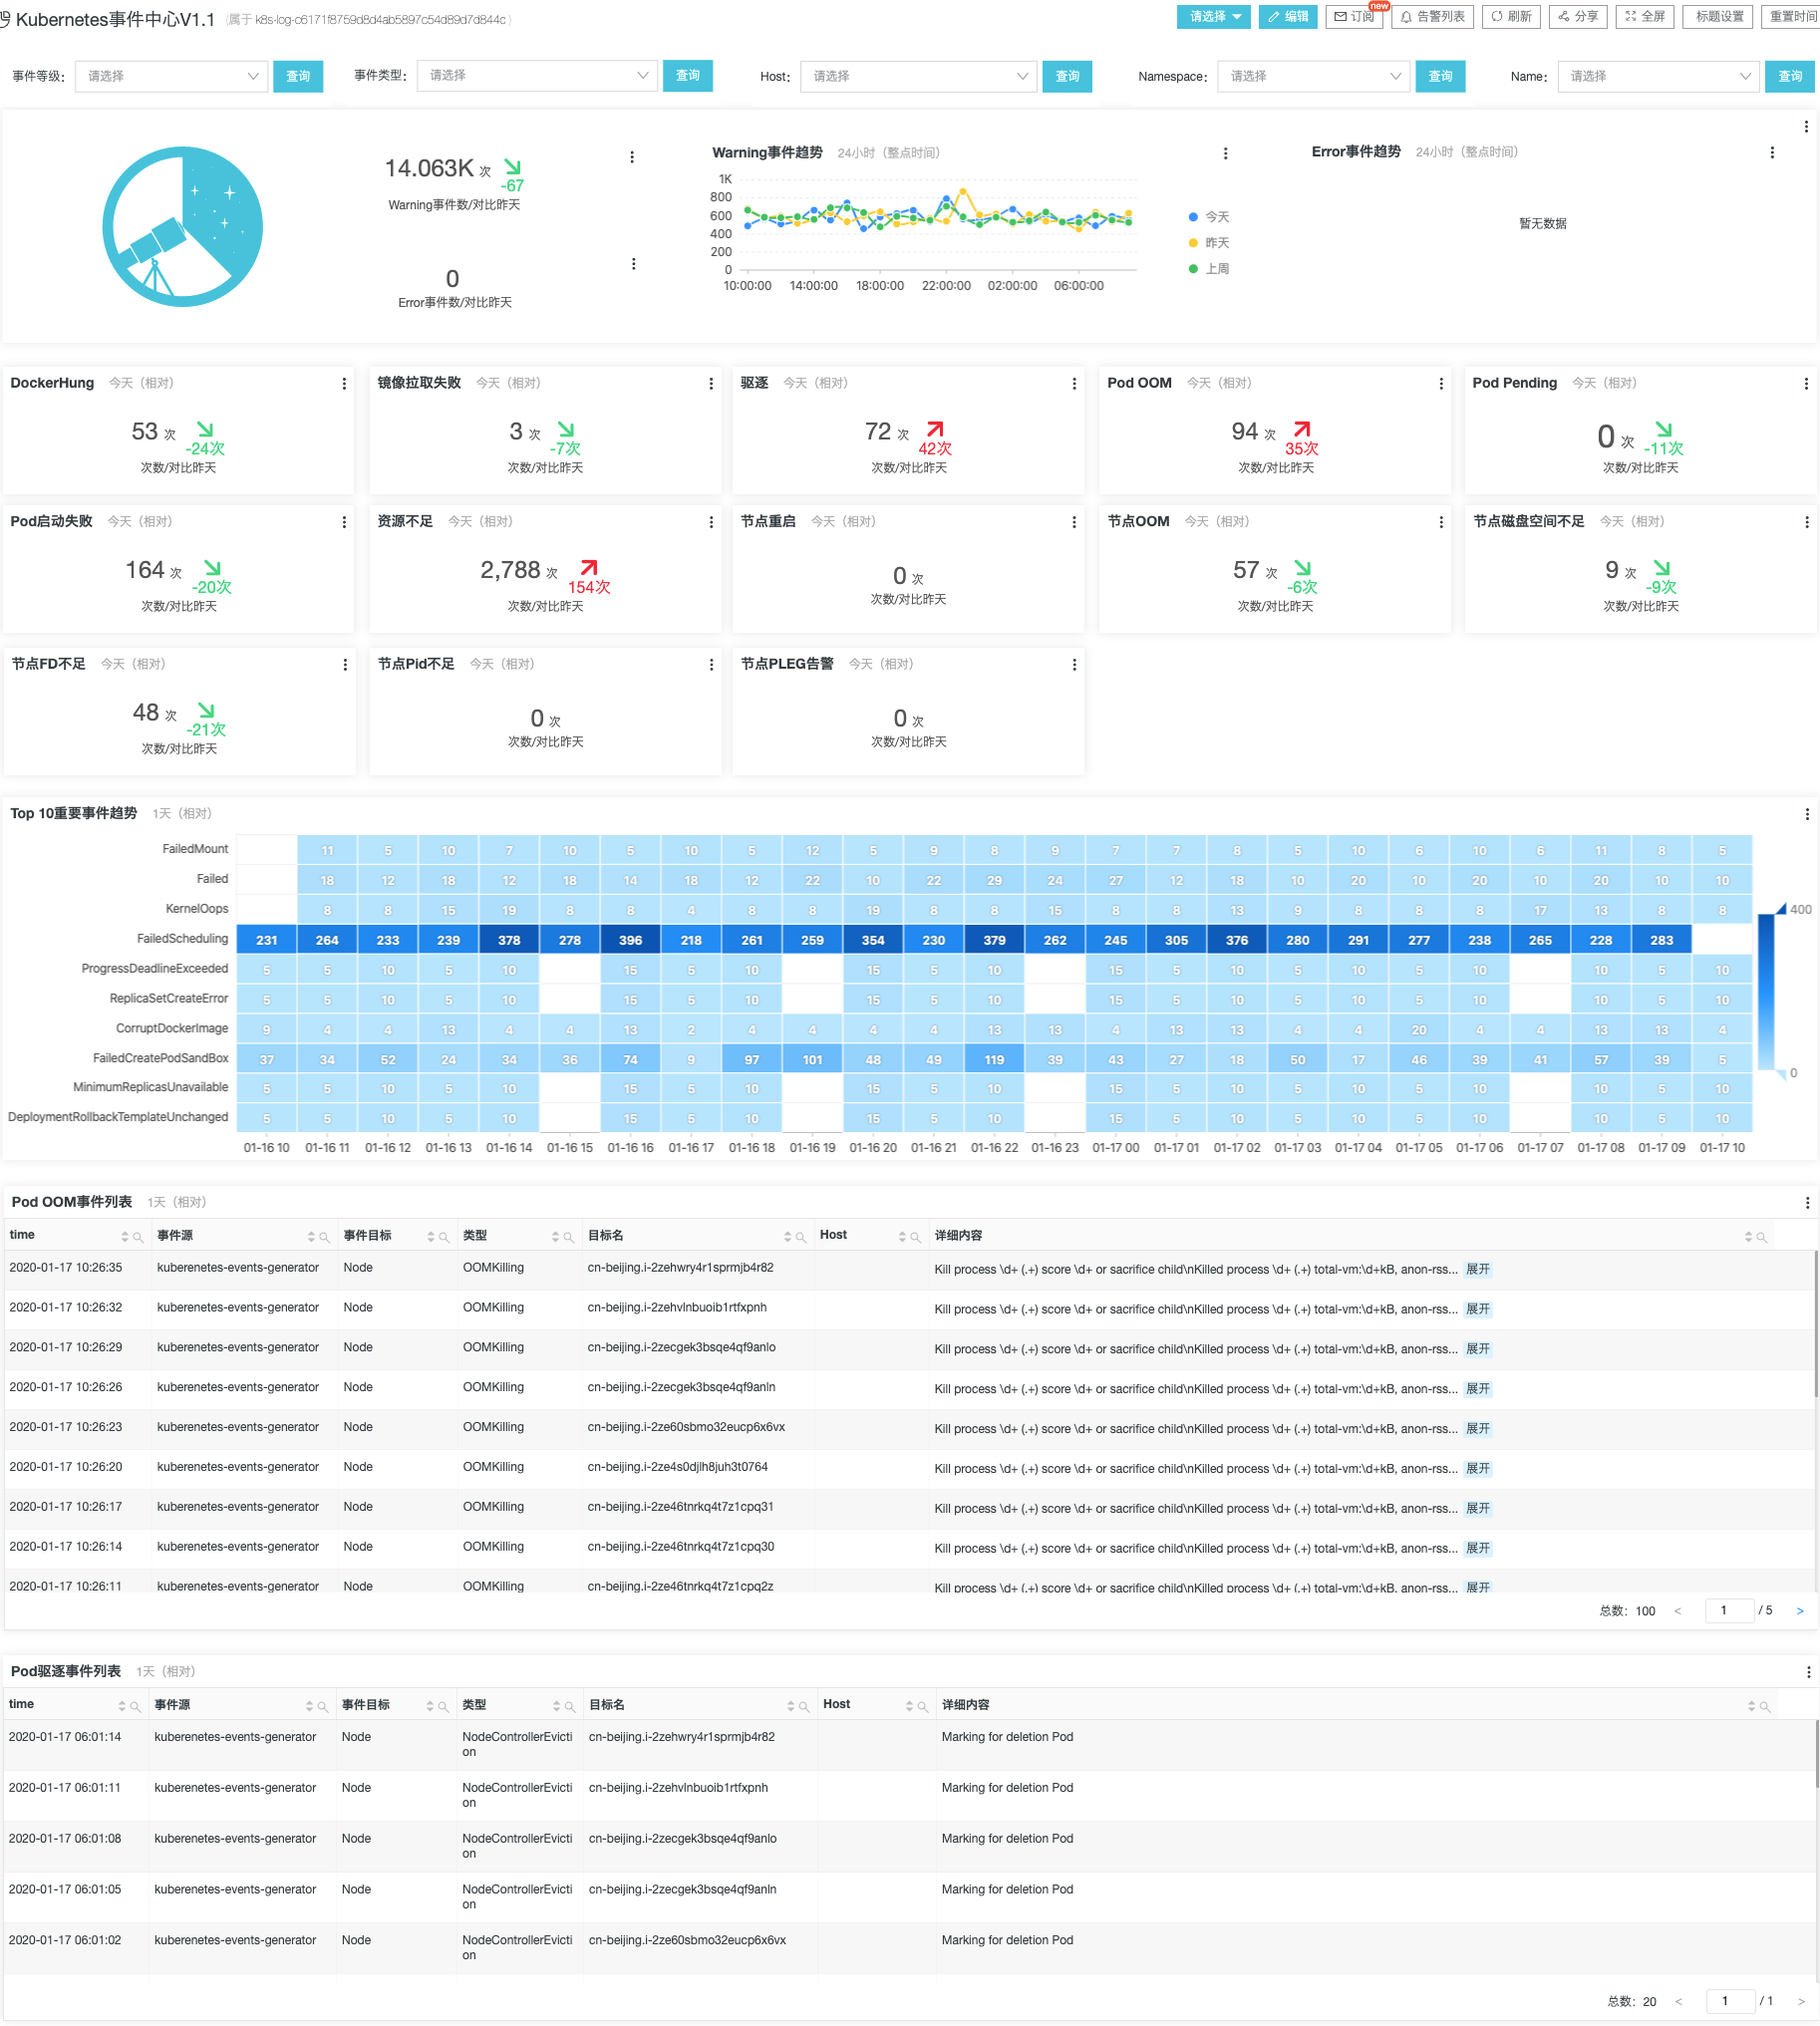 Kubernetes事件中心V1.1 (属于 k8s-log-c6171f8759d8d4ab5897c54d89d7d844c )
请选择 编辑 订阅 new 告警列表 刷新 分享 全屏 标题设置 重置时间
事件等级: 请选择 查询 事件类型: 请选择 查询 Host: 请选择 查询 Namespace: 请选择 查询 Name: 请选择 查询
14.063K 次 -67
Warning事件数/对比昨天
0
Error事件数/对比昨天
Warning事件趋势 24小时（整点时间）
1K
800
600
400
200
0
10:00:00 14:00:00 18:00:00 22:00:00 02:00:00 06:00:00
今天
昨天
上周
Error事件趋势 24小时（整点时间）
暂无数据
DockerHung 今天（相对）
53 次 -24次
次数/对比昨天
镜像拉取失败 今天（相对）
3 次 -7次
次数/对比昨天
驱逐 今天（相对）
72 次 42次
次数/对比昨天
Pod OOM 今天（相对）
94 次 35次
次数/对比昨天
Pod Pending 今天（相对）
0 次 -11次
次数/对比昨天
Pod启动失败 今天（相对）
164 次 -20次
次数/对比昨天
资源不足 今天（相对）
2,788 次 154次
次数/对比昨天
节点重启 今天（相对）
0 次
次数/对比昨天
节点OOM 今天（相对）
57 次 -6次
次数/对比昨天
节点磁盘空间不足 今天（相对）
9 次 -9次
次数/对比昨天
节点FD不足 今天（相对）
48 次 -21次
次数/对比昨天
节点Pid不足 今天（相对）
0 次
次数/对比昨天
节点PLEG告警 今天（相对）
0 次
次数/对比昨天
Top 10重要事件趋势 1天（相对）
FailedMount 11 5 10 7 10 5 10 5 12 5 9 8 9 7 7 8 5 10 6 10 6 11 8 5
Failed 18 12 18 12 18 14 18 12 22 10 22 29 24 27 12 18 10 20 10 20 10 20 10 10
KernelOops 8 8 15 19 8 8 4 8 8 19 8 8 15 8 8 13 9 8 8 8 17 13 8 8
FailedScheduling 231 264 233 239 378 278 396 218 261 259 354 230 379 262 245 305 376 280 291 277 238 265 228 283
ProgressDeadlineExceeded 5 5 10 5 10 15 5 10 15 5 10 15 5 10 5 10 5 10 10 5 10
ReplicaSetCreateError 5 5 10 5 10 15 5 10 15 5 10 15 5 10 5 10 5 10 10 5 10
CorruptDockerImage 9 4 4 13 4 4 13 2 4 4 4 4 13 13 4 13 13 4 4 20 4 4 13 13 4
FailedCreatePodSandBox 37 34 52 24 34 36 74 9 97 101 48 49 119 39 43 27 18 50 17 46 39 41 57 39 5
MinimumReplicasUnavailable 5 5 10 5 10 15 5 10 15 5 10 15 5 10 5 10 5 10 10 5 10
DeploymentRollbackTemplateUnchanged 5 5 10 5 10 15 5 10 15 5 10 15 5 10 5 10 5 10 10 5 10
01-16 10 01-16 11 01-16 12 01-16 13 01-16 14 01-16 15 01-16 16 01-16 17 01-16 18 01-16 19 01-16 20 01-16 21 01-16 22 01-16 23 01-17 00 01-17 01 01-17 02 01-17 03 01-17 04 01-17 05 01-17 06 01-17 07 01-17 08 01-17 09 01-17 10
400
0
Pod OOM事件列表 1天（相对）
time 事件源 事件目标 类型 目标名 Host 详细内容
2020-01-17 10:26:35 kuberenetes-events-generator Node OOMKilling cn-beijing.i-2zehwry4r1sprmjb4r82 Kill process \d+ (.+) score \d+ or sacrifice child\nKilled process \d+ (.+) total-vm:\d+kB, anon-rss... 展开
2020-01-17 10:26:32 kuberenetes-events-generator Node OOMKilling cn-beijing.i-2zehvlnbuoib1rtfxpnh Kill process \d+ (.+) score \d+ or sacrifice child\nKilled process \d+ (.+) total-vm:\d+kB, anon-rss... 展开
2020-01-17 10:26:29 kuberenetes-events-generator Node OOMKilling cn-beijing.i-2zecgek3bsqe4qf9anlo Kill process \d+ (.+) score \d+ or sacrifice child\nKilled process \d+ (.+) total-vm:\d+kB, anon-rss... 展开
2020-01-17 10:26:26 kuberenetes-events-generator Node OOMKilling cn-beijing.i-2zecgek3bsqe4qf9anln Kill process \d+ (.+) score \d+ or sacrifice child\nKilled process \d+ (.+) total-vm:\d+kB, anon-rss... 展开
2020-01-17 10:26:23 kuberenetes-events-generator Node OOMKilling cn-beijing.i-2ze60sbmo32eucp6x6vx Kill process \d+ (.+) score \d+ or sacrifice child\nKilled process \d+ (.+) total-vm:\d+kB, anon-rss... 展开
2020-01-17 10:26:20 kuberenetes-events-generator Node OOMKilling cn-beijing.i-2ze4s0djlh8juh3t0764 Kill process \d+ (.+) score \d+ or sacrifice child\nKilled process \d+ (.+) total-vm:\d+kB, anon-rss... 展开
2020-01-17 10:26:17 kuberenetes-events-generator Node OOMKilling cn-beijing.i-2ze46tnrkq4t7z1cpq31 Kill process \d+ (.+) score \d+ or sacrifice child\nKilled process \d+ (.+) total-vm:\d+kB, anon-rss... 展开
2020-01-17 10:26:14 kuberenetes-events-generator Node OOMKilling cn-beijing.i-2ze46tnrkq4t7z1cpq30 Kill process \d+ (.+) score \d+ or sacrifice child\nKilled process \d+ (.+) total-vm:\d+kB, anon-rss... 展开
2020-01-17 10:26:11 kuberenetes-events-generator Node OOMKilling cn-beijing.i-2ze46tnrkq4t7z1cpq2z Kill process \d+ (.+) score \d+ or sacrifice child\nKilled process \d+ (.+) total-vm:\d+kB, anon-rss... 展开
总数: 100 < 1 / 5 >
Pod驱逐事件列表 1天（相对）
time 事件源 事件目标 类型 目标名 Host 详细内容
2020-01-17 06:01:14 kuberenetes-events-generator Node NodeControllerEvicti cn-beijing.i-2zehwry4r1sprmjb4r82 Marking for deletion Pod
on
2020-01-17 06:01:11 kuberenetes-events-generator Node NodeControllerEvicti cn-beijing.i-2zehvlnbuoib1rtfxpnh Marking for deletion Pod
on
2020-01-17 06:01:08 kuberenetes-events-generator Node NodeControllerEvicti cn-beijing.i-2zecgek3bsqe4qf9anlo Marking for deletion Pod
on
2020-01-17 06:01:05 kuberenetes-events-generator Node NodeControllerEvicti cn-beijing.i-2zecgek3bsqe4qf9anln Marking for deletion Pod
on
2020-01-17 06:01:02 kuberenetes-events-generator Node NodeControllerEvicti cn-beijing.i-2ze60sbmo32eucp6x6vx Marking for deletion Pod
on
总数: 20 < 1 / 1 >